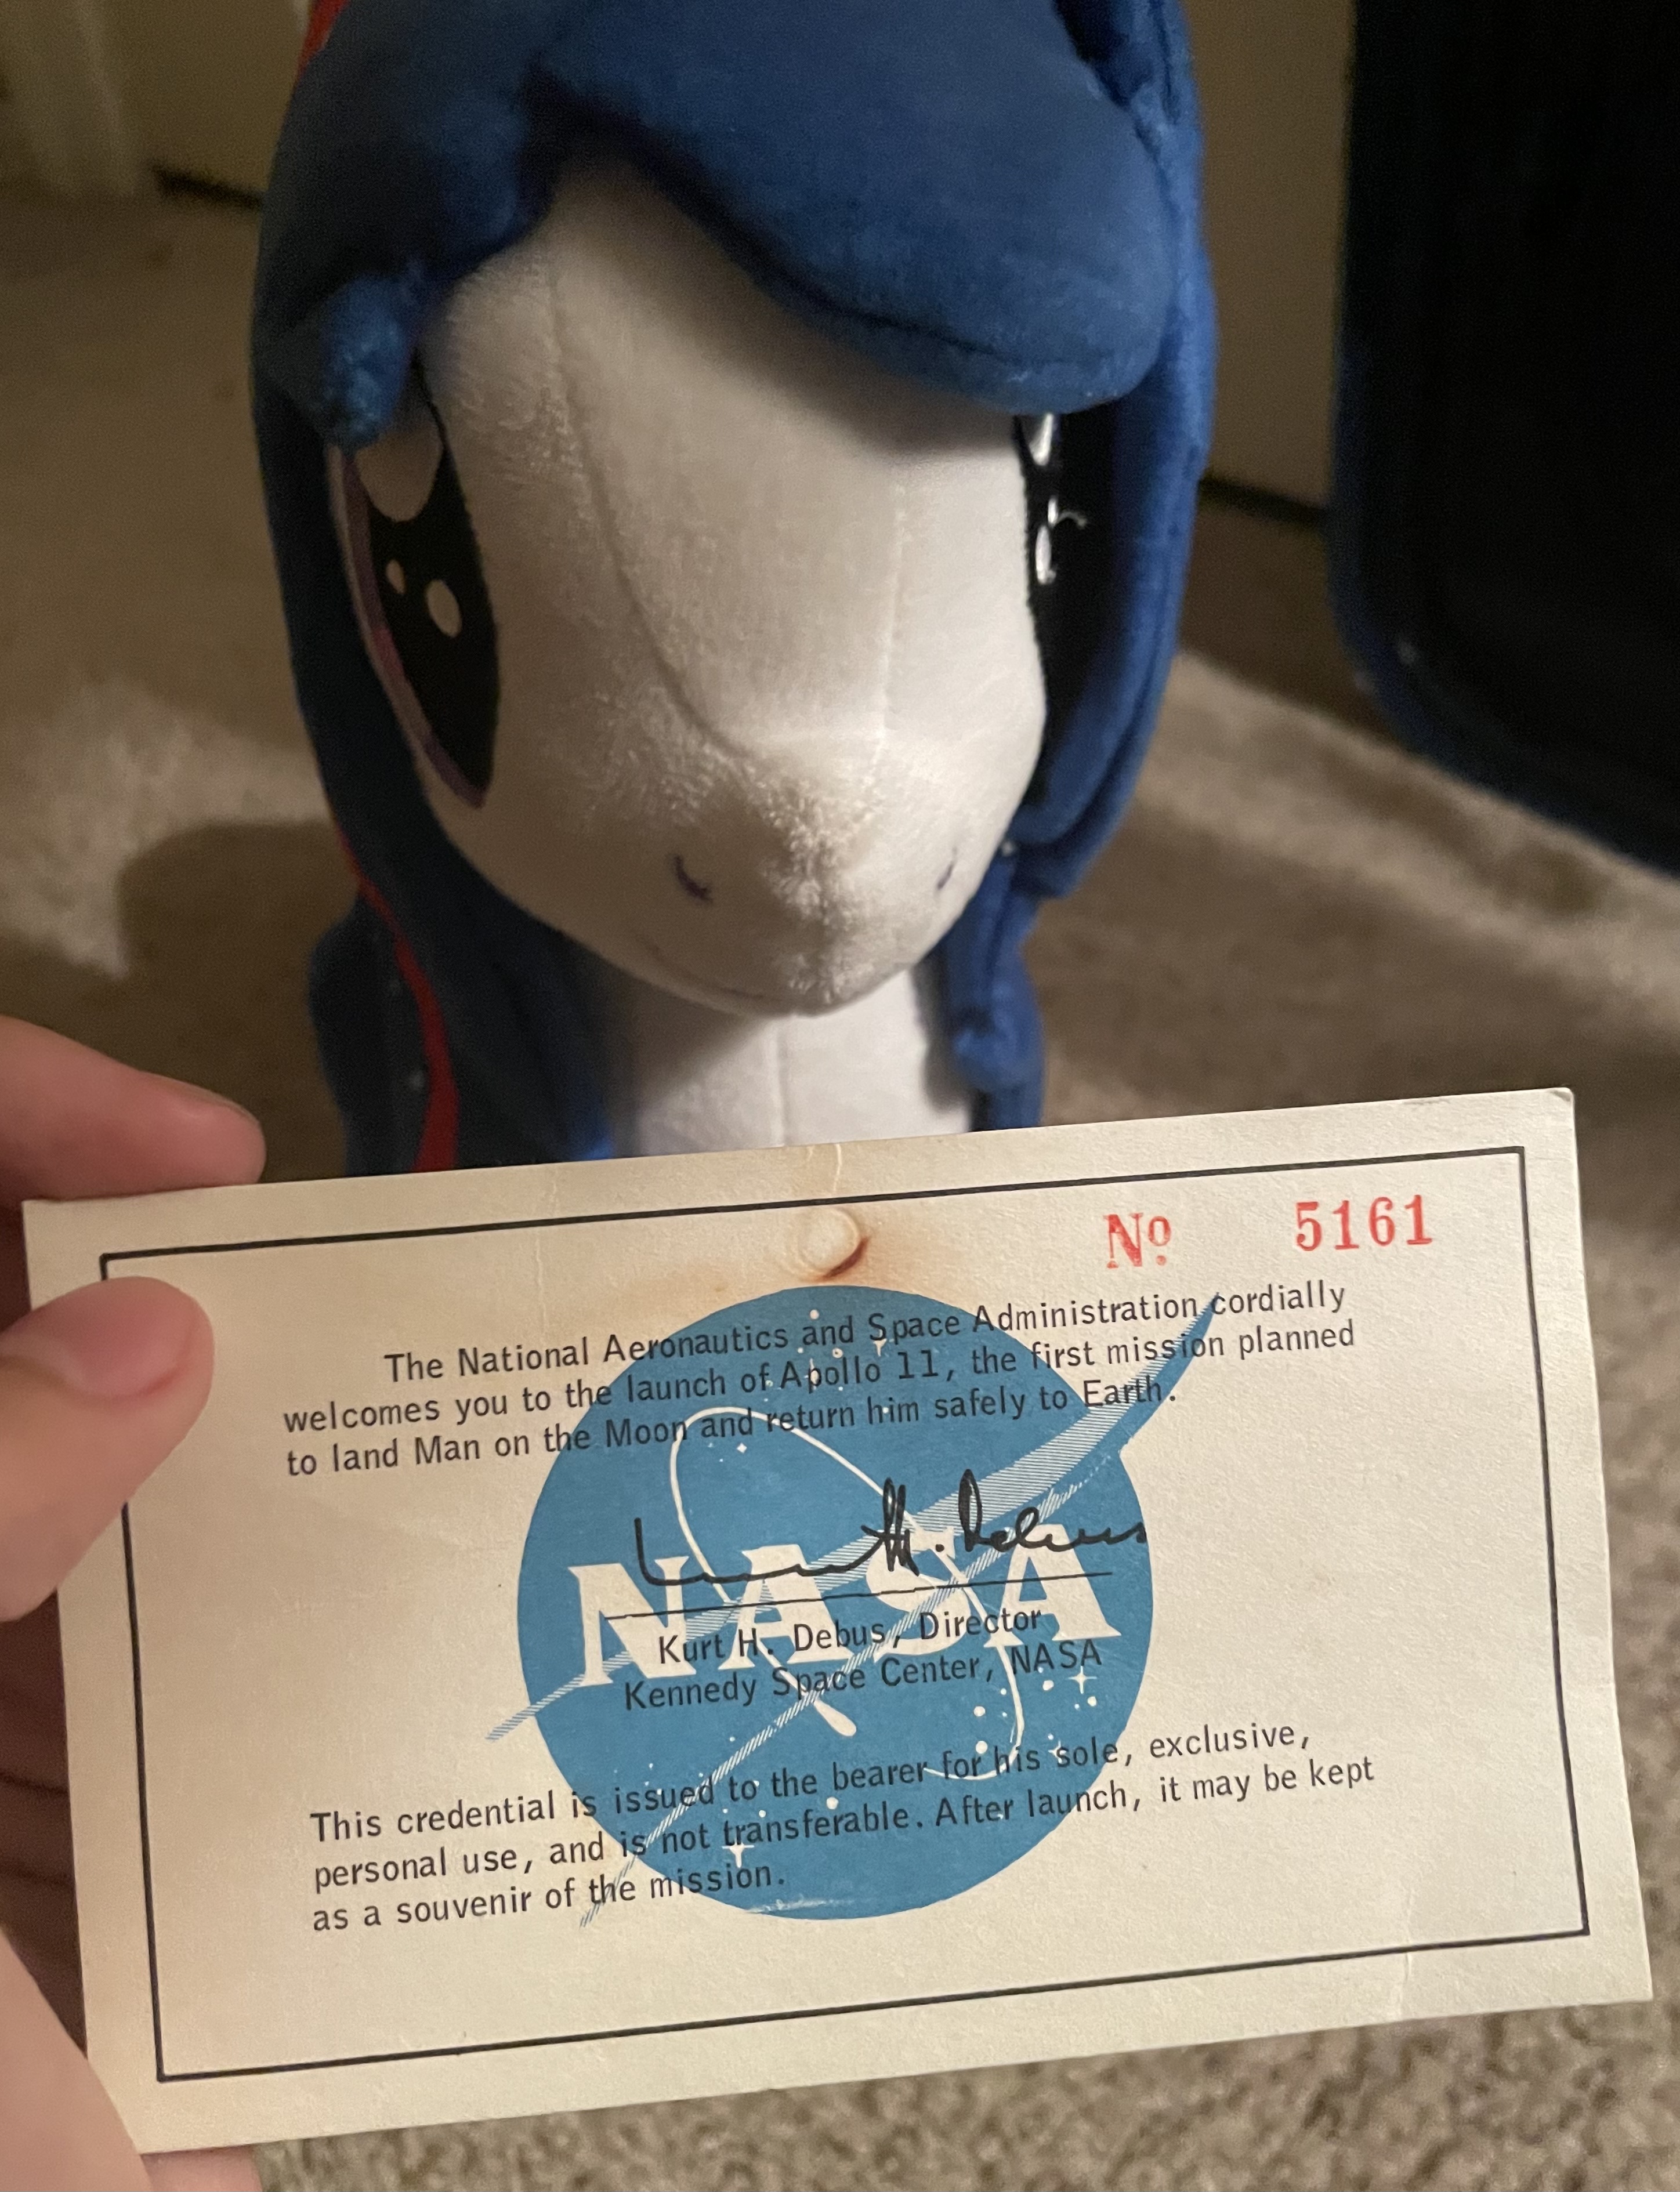 Nº 5161
The National Aeronautics and Space Administration cordially
welcomes you to the launch of Apollo 11, the first mission planned
to land Man on the Moon and return him safely to Earth.
Kurt H. Debus
NASA
Kurt H. Debus, Director
Kennedy Space Center, NASA
This credential is issued to the bearer for his sole, exclusive,
personal use, and is not transferable. After launch, it may be kept
as a souvenir of the mission.